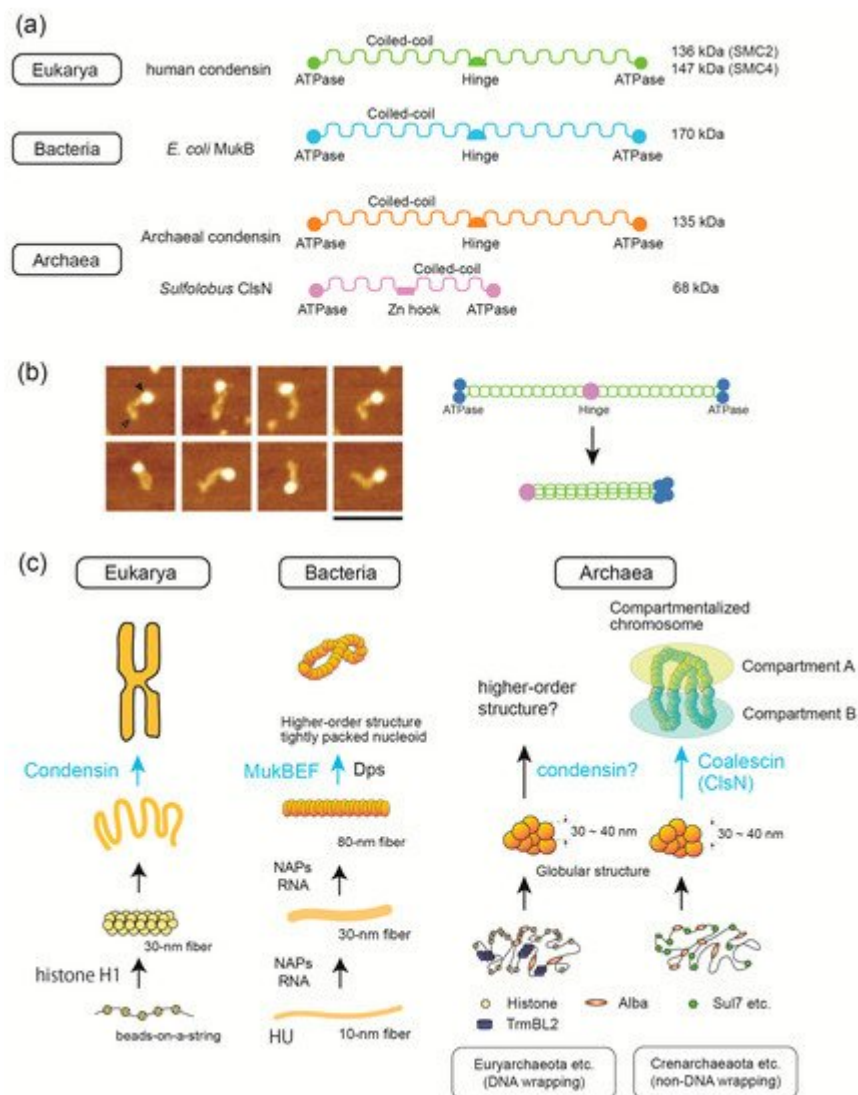 (a)
Eukarya
human condensin
Coiled-coil
ATPase
Hinge
ATPase
136 kDa (SMC2)
147 kDa (SMC4)
Bacteria
E. coli MukB
Coiled-coil
ATPase
Hinge
ATPase
170 kDa
Archaea
Archaeal condensin
Coiled-coil
ATPase
Hinge
ATPase
135 kDa
Sulfolobus ClsN
Coiled-coil
ATPase
Zn hook
ATPase
68 kDa
(b)
ATPase
Hinge
ATPase
(c)
Eukarya
Condensin
30-nm fiber
histone H1
beads-on-a-string
Bacteria
Higher-order structure
tightly packed nucleoid
MukBEF
Dps
80-nm fiber
NAPs
RNA
30-nm fiber
NAPs
RNA
HU
10-nm fiber
Archaea
Compartmentalized
chromosome
Compartment A
Compartment B
higher-order
structure?
condensin?
Coalescin
(ClsN)
30 ~ 40 nm
30 ~ 40 nm
Globular structure
Histone
Alba
Sul7 etc.
TrmBL2
Euryarchaeota etc.
(DNA wrapping)
Crenarchaeaota etc.
(non-DNA wrapping)